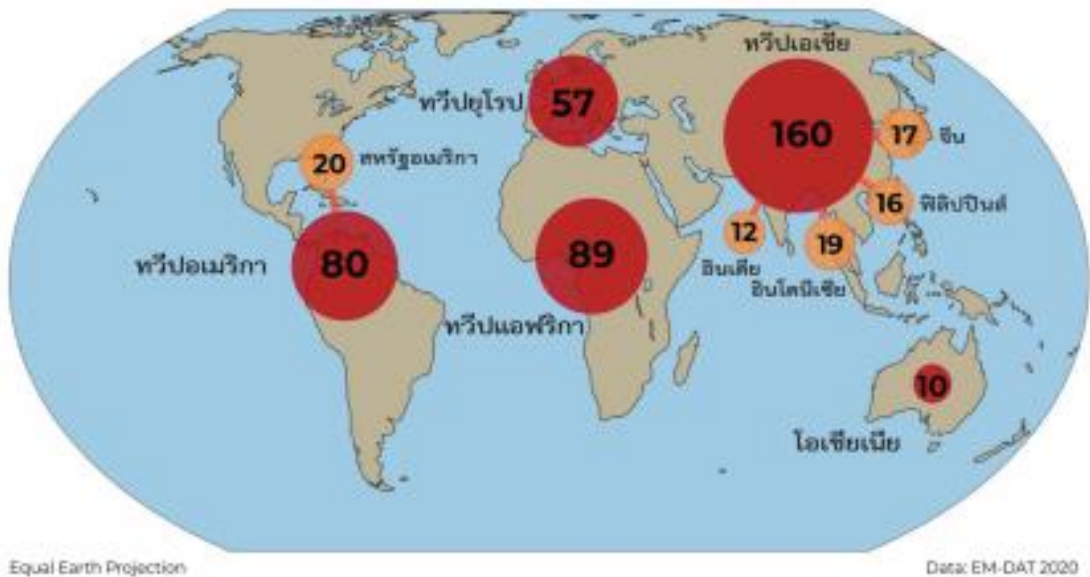 ทวีปเอเชีย
ทวีปยุโรป
57
160
17
จีน
20
สหรัฐอเมริกา
16
ฟิลิปปินส์
12
19
อินเดีย
อินโดนีเซีย
ทวีปอเมริกา
80
89
ทวีปแอฟริกา
10
โอเชียเนีย
Equal Earth Projection
Data: EM-DAT 2020